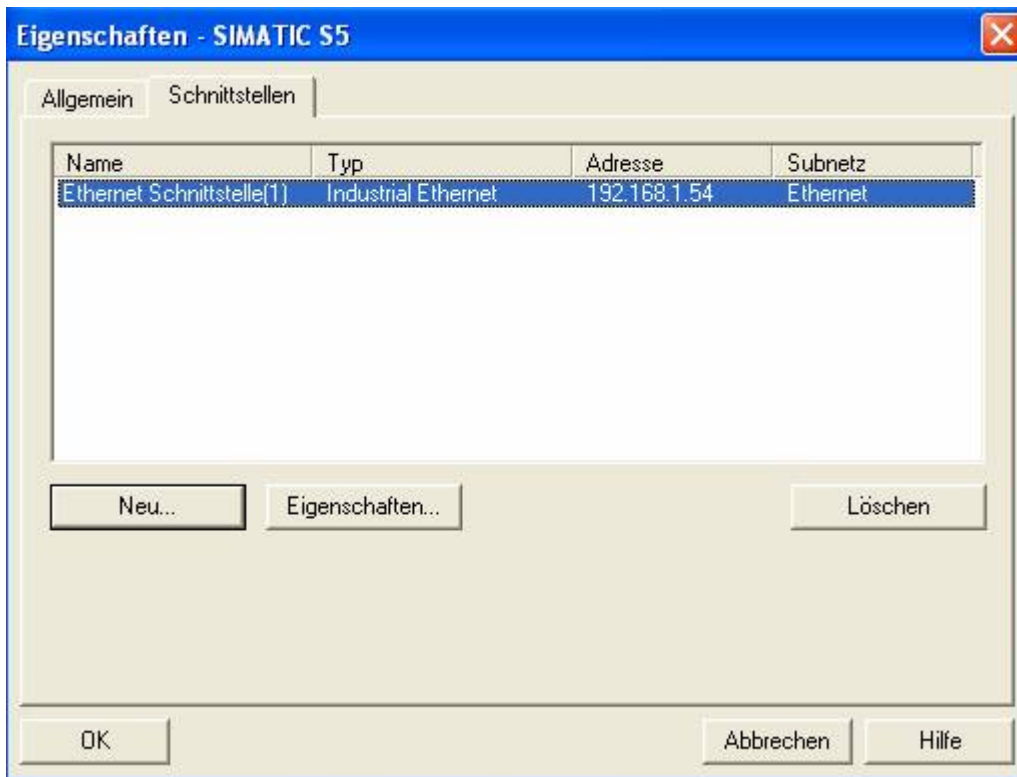 Eigenschaften - SIMATIC S5
Allgemein Schnittstellen
Name Typ Adresse Subnetz
Ethernet Schnittstelle(1) Industrial Ethernet 192.168.1.54 Ethernet
Neu... Eigenschaften... Löschen
OK Abbrechen Hilfe